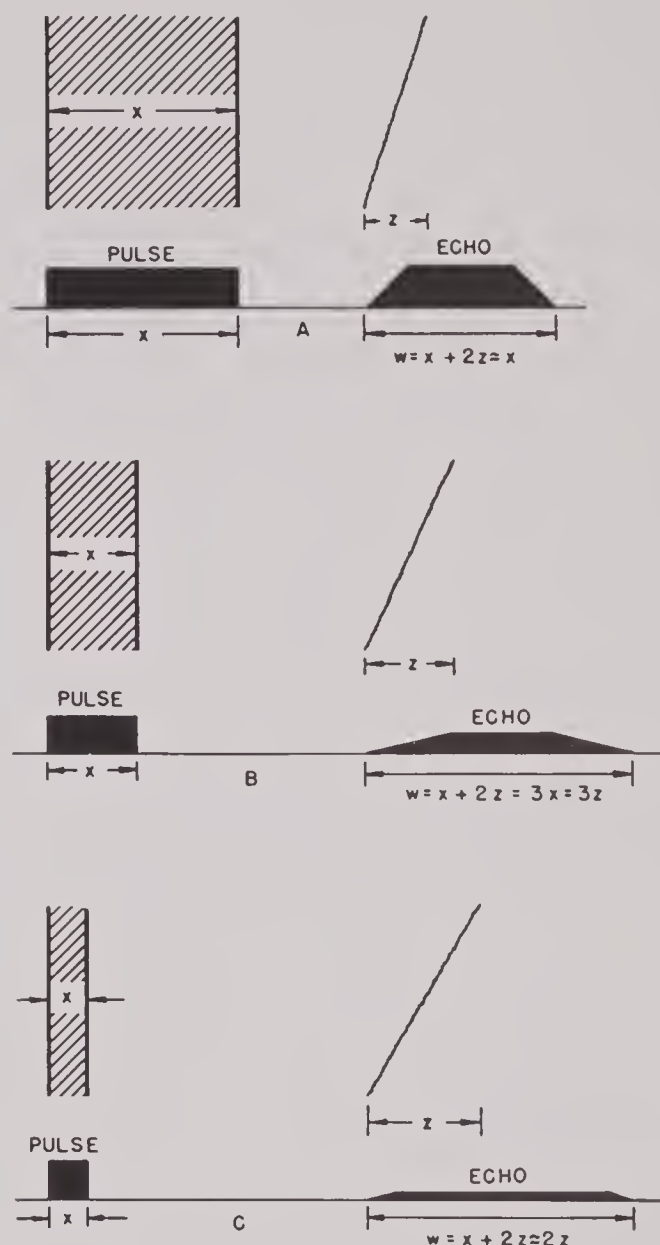 x
z
PULSE
ECHO
x
A
w = x + 2z ≃ x
x
z
PULSE
ECHO
x
B
w = x + 2z = 3x = 3z
x
z
PULSE
ECHO
x
C
w = x + 2z ≃ 2z